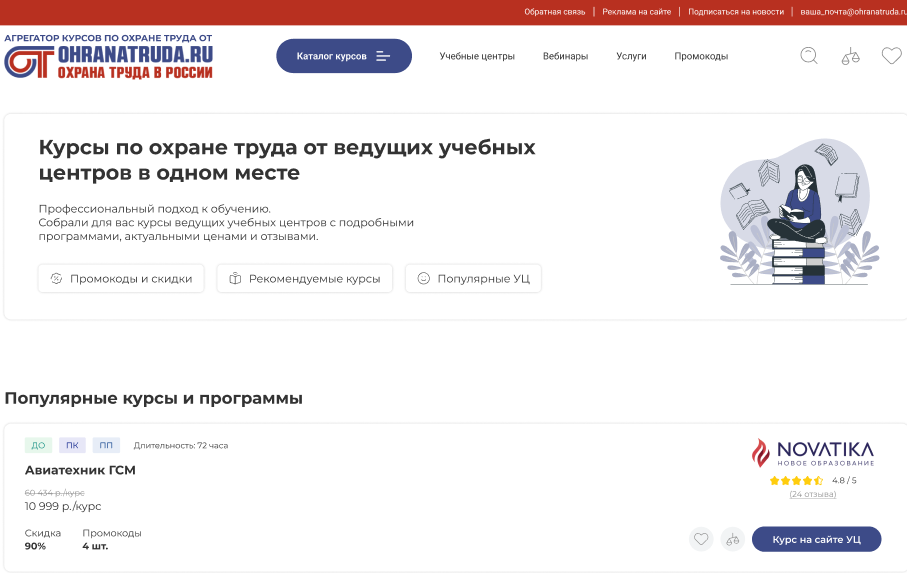 Обратная связь | Реклама на сайте | Подписаться на новости | ваша_почта@ohranatruda.ru
АГРЕГАТОР КУРСОВ ПО ОХРАНЕ ТРУДА ОТ
OHRANATRUDA.RU
ОХРАНА ТРУДА В РОССИИ
Каталог курсов
Учебные центры
Вебинары
Услуги
Промокоды
Курсы по охране труда от ведущих учебных
центров в одном месте
Профессиональный подход к обучению.
Собрали для вас курсы ведущих учебных центров с подробными
программами, актуальными ценами и отзывами.
Промокоды и скидки
Рекомендуемые курсы
Популярные УЦ
Популярные курсы и программы
ДО ПК ПП Длительность: 72 часа
Авиатехник ГСМ
60 434 р./курс
10 999 р./курс
Скидка Промокоды
90% 4 шт.
NOVATIKA
НОВОЕ ОБРАЗОВАНИЕ
4.8 / 5
(24 отзыва)
Курс на сайте УЦ